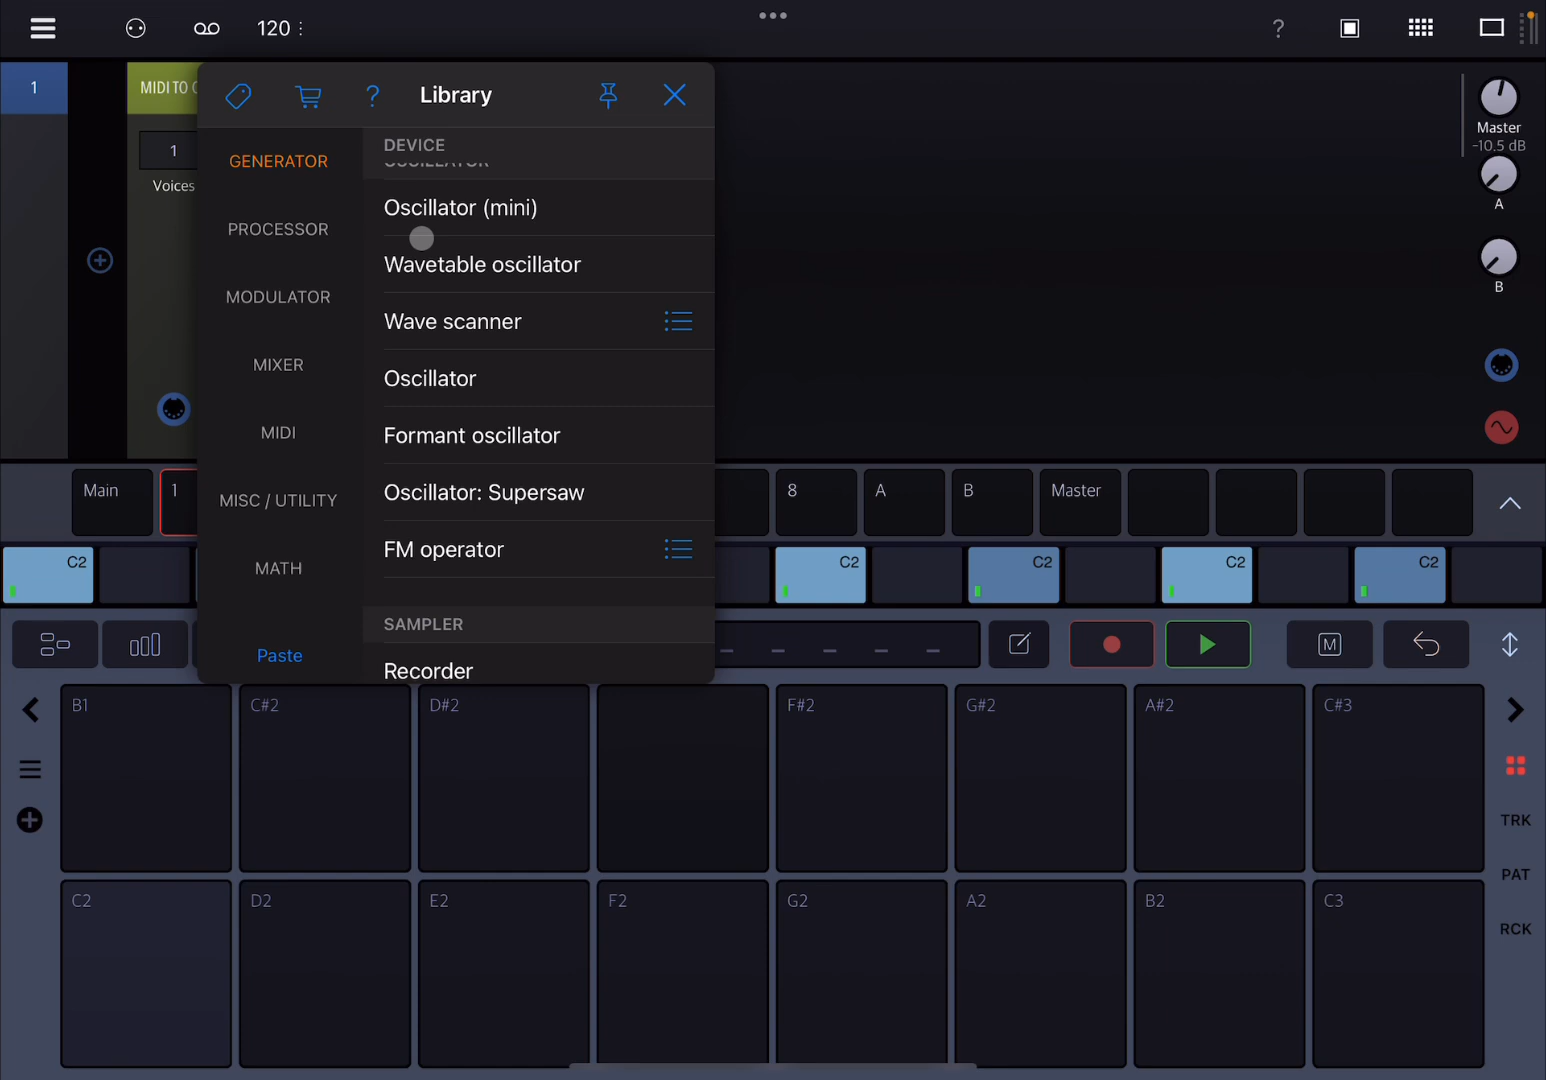 120
?
1
MIDI TO
1
Voices
?
Library
GENERATOR
PROCESSOR
MODULATOR
MIXER
MIDI
MISC / UTILITY
MATH
Paste
DEVICE
OSCILLATOR
Oscillator (mini)
Wavetable oscillator
Wave scanner
Oscillator
Formant oscillator
Oscillator: Supersaw
FM operator
SAMPLER
Recorder
Master
-10.5 dB
A
B
Main
1
8
A
B
Master
C2
C2
C2
C2
C2
M
B1
C#2
D#2
F#2
G#2
A#2
C#3
C2
D2
E2
F2
G2
A2
B2
C3
TRK
PAT
RCK